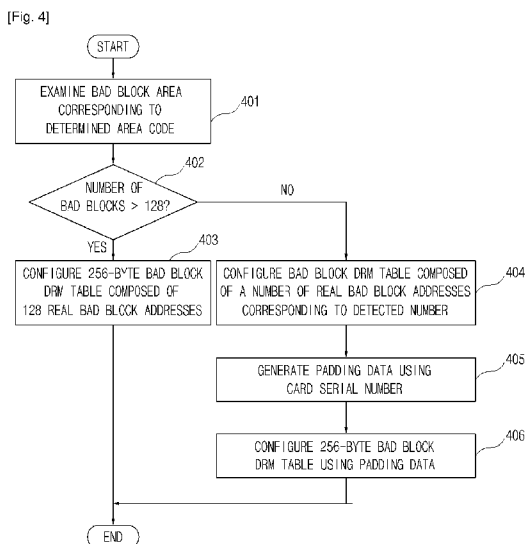 [Fig. 4]
START
EXAMINE BAD BLOCK AREA
CORRESPONDING TO
DETERMINED AREA CODE
401
402
NUMBER OF
BAD BLOCKS > 128?
NO
YES
403
CONFIGURE 256-BYTE BAD BLOCK
DRM TABLE COMPOSED OF
128 REAL BAD BLOCK ADDRESSES
CONFIGURE BAD BLOCK DRM TABLE COMPOSED
OF A NUMBER OF REAL BAD BLOCK ADDRESSES
CORRESPONDING TO DETECTED NUMBER
404
GENERATE PADDING DATA USING
CARD SERIAL NUMBER
405
CONFIGURE 256-BYTE BAD BLOCK
DRM TABLE USING PADDING DATA
406
END